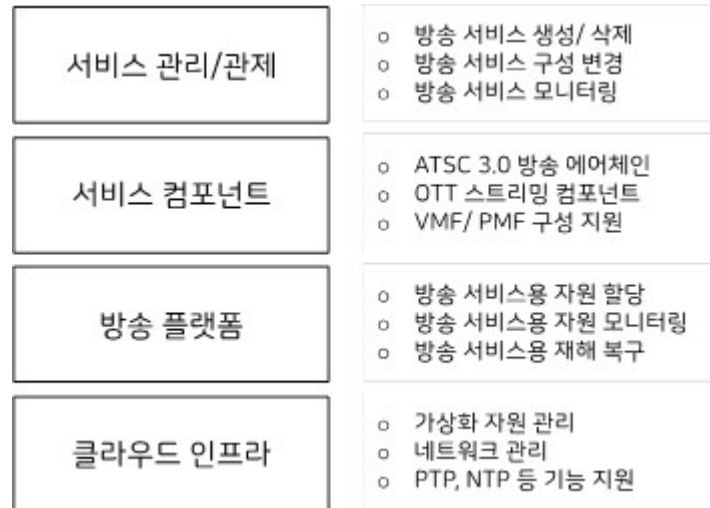 서비스 관리/관제
o 방송 서비스 생성/ 삭제
o 방송 서비스 구성 변경
o 방송 서비스 모니터링
서비스 컴포넌트
o ATSC 3.0 방송 에어체인
o OTT 스트리밍 컴포넌트
o VMF/ PMF 구성 지원
방송 플랫폼
o 방송 서비스용 자원 할당
o 방송 서비스용 자원 모니터링
o 방송 서비스용 재해 복구
클라우드 인프라
o 가상화 자원 관리
o 네트워크 관리
o PTP, NTP 등 기능 지원